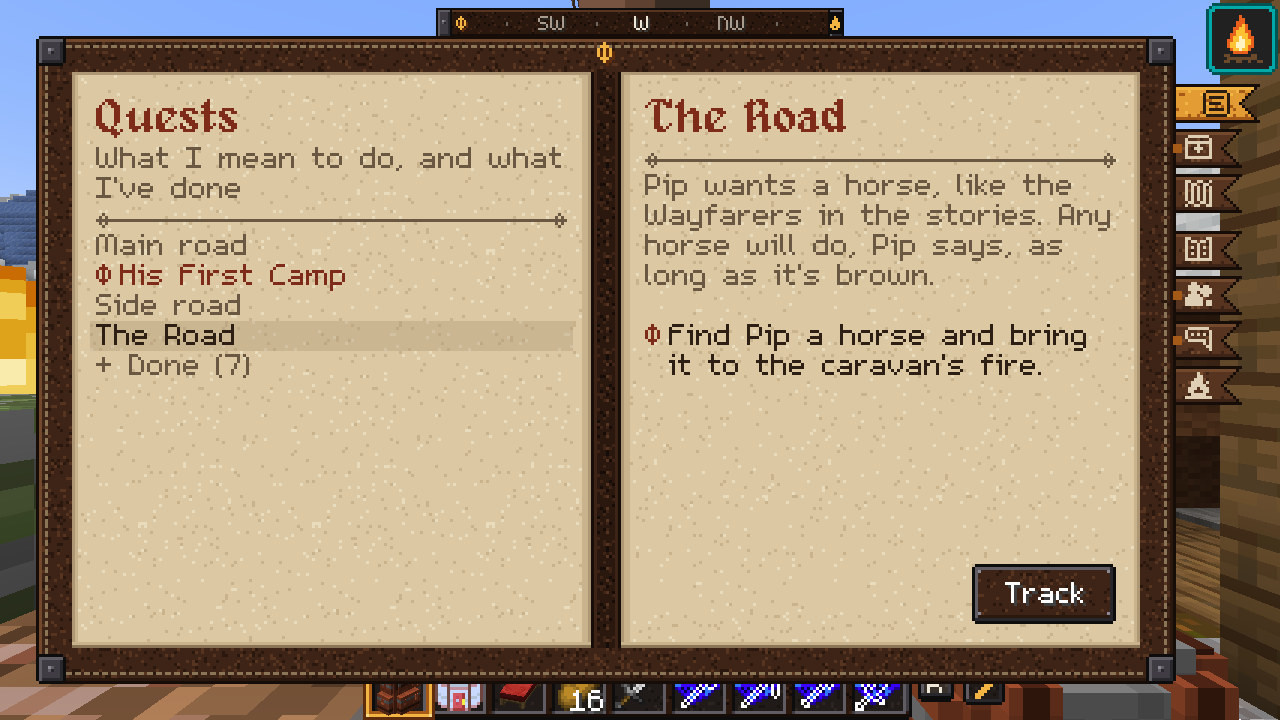 SW W NW
Quests
What I mean to do, and what
I've done
Main road
His First Camp
Side road
The Road
+ Done (7)
The Road
Pip wants a horse, like the
Wayfarers in the stories. Any
horse will do, Pip says, as
long as it's brown.
Find Pip a horse and bring
it to the caravan's fire.
Track
16